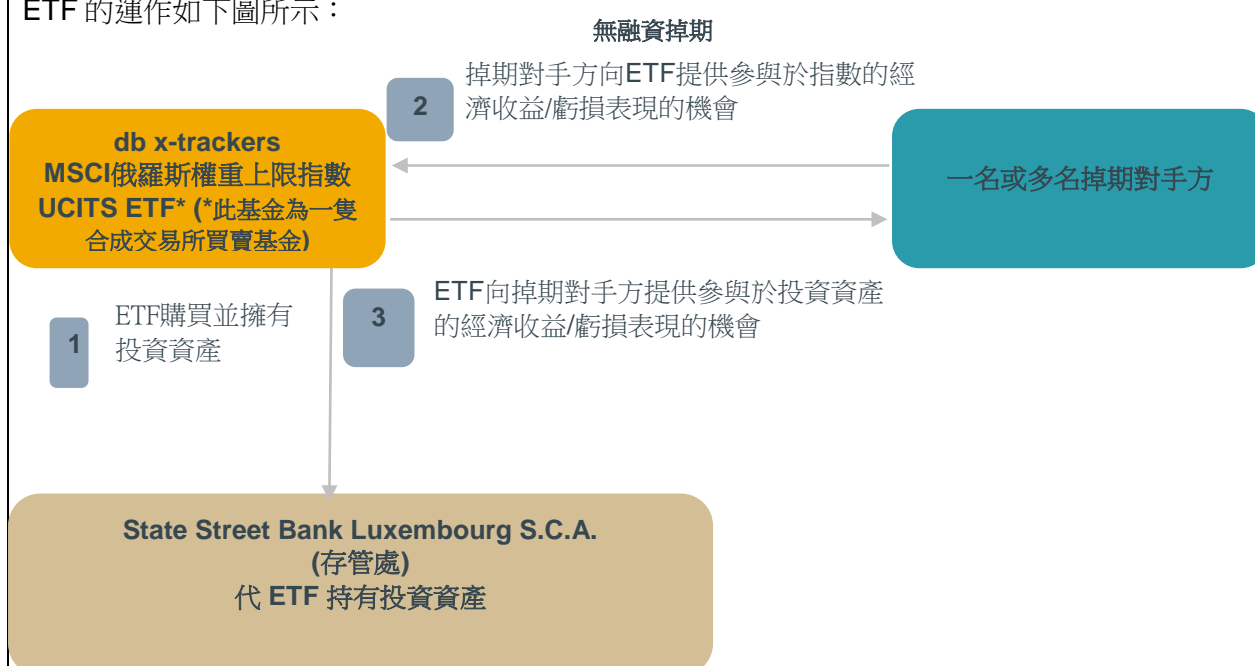 ETF 的運作如下圖所示：
無融資掉期
2
掉期對手方向ETF提供參與於指數的經
濟收益/虧損表現的機會
db x-trackers
MSCI俄羅斯權重上限指數
UCITS ETF* (*此基金為一隻
合成交易所買賣基金)
一名或多名掉期對手方
1
ETF購買並擁有
投資資產
3
ETF向掉期對手方提供參與於投資資產
的經濟收益/虧損表現的機會
State Street Bank Luxembourg S.C.A.
(存管處)
代 ETF 持有投資資產